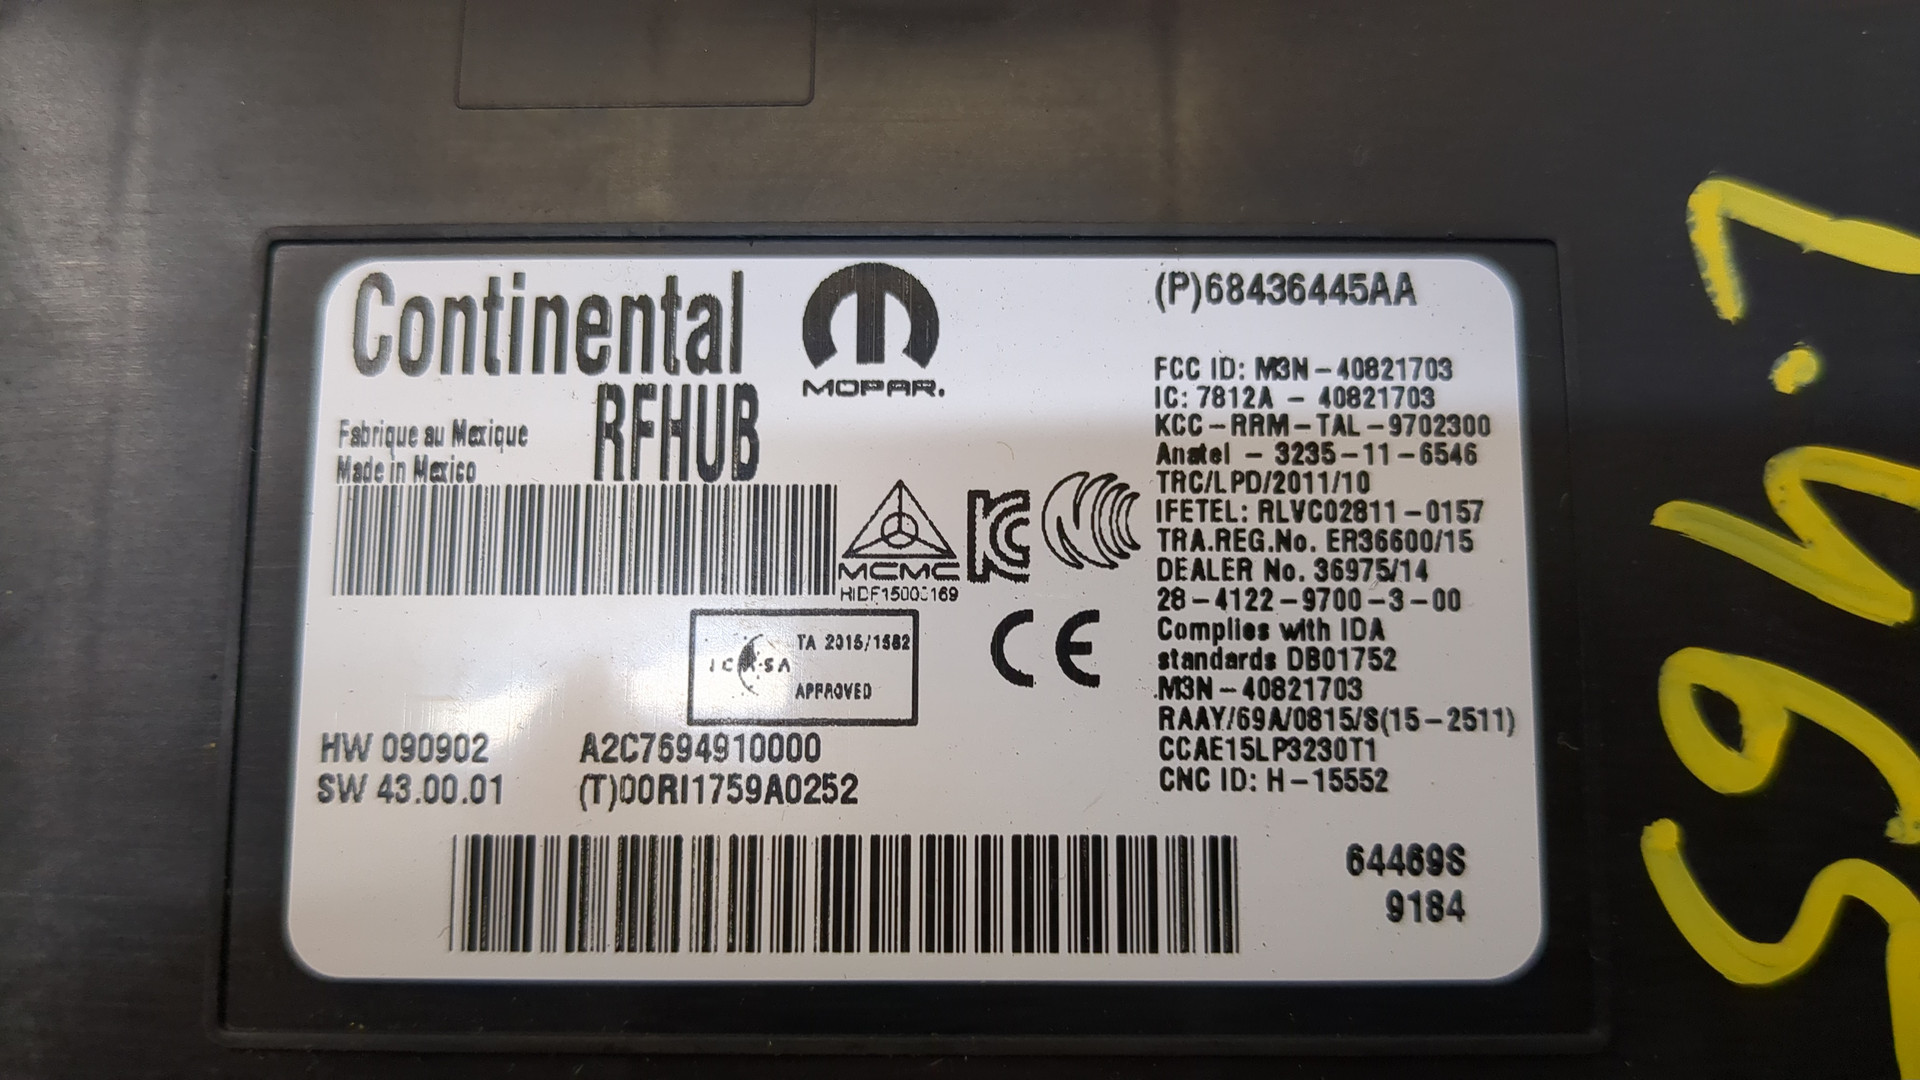 Continental
RFHUB
MOPAR.
Fabrique au Mexique
Made in Mexico
MCMC
TA 2015/1582
APPROVED
HW 090902
SW 43.00.01
A2C7694910000
(T)00RI1759A0252
(P)68436445AA
FCC ID: M3N-40821703
IC: 7812A - 40821703
KCC-RRM-TAL-9702300
Anatel - 3235-11-6546
TRC/LPD/2011/10
IFETEL: RLVC02811-0157
TRA.REG.No. ER36600/15
DEALER No. 36975/14
28-4122-9700-3-00
Complies with IDA
standards DB01752
M3N-40821703
RAAY/69A/0815/S(15-2511)
CCAE15LP3230T1
CNC ID: H-15552
64469S
9184